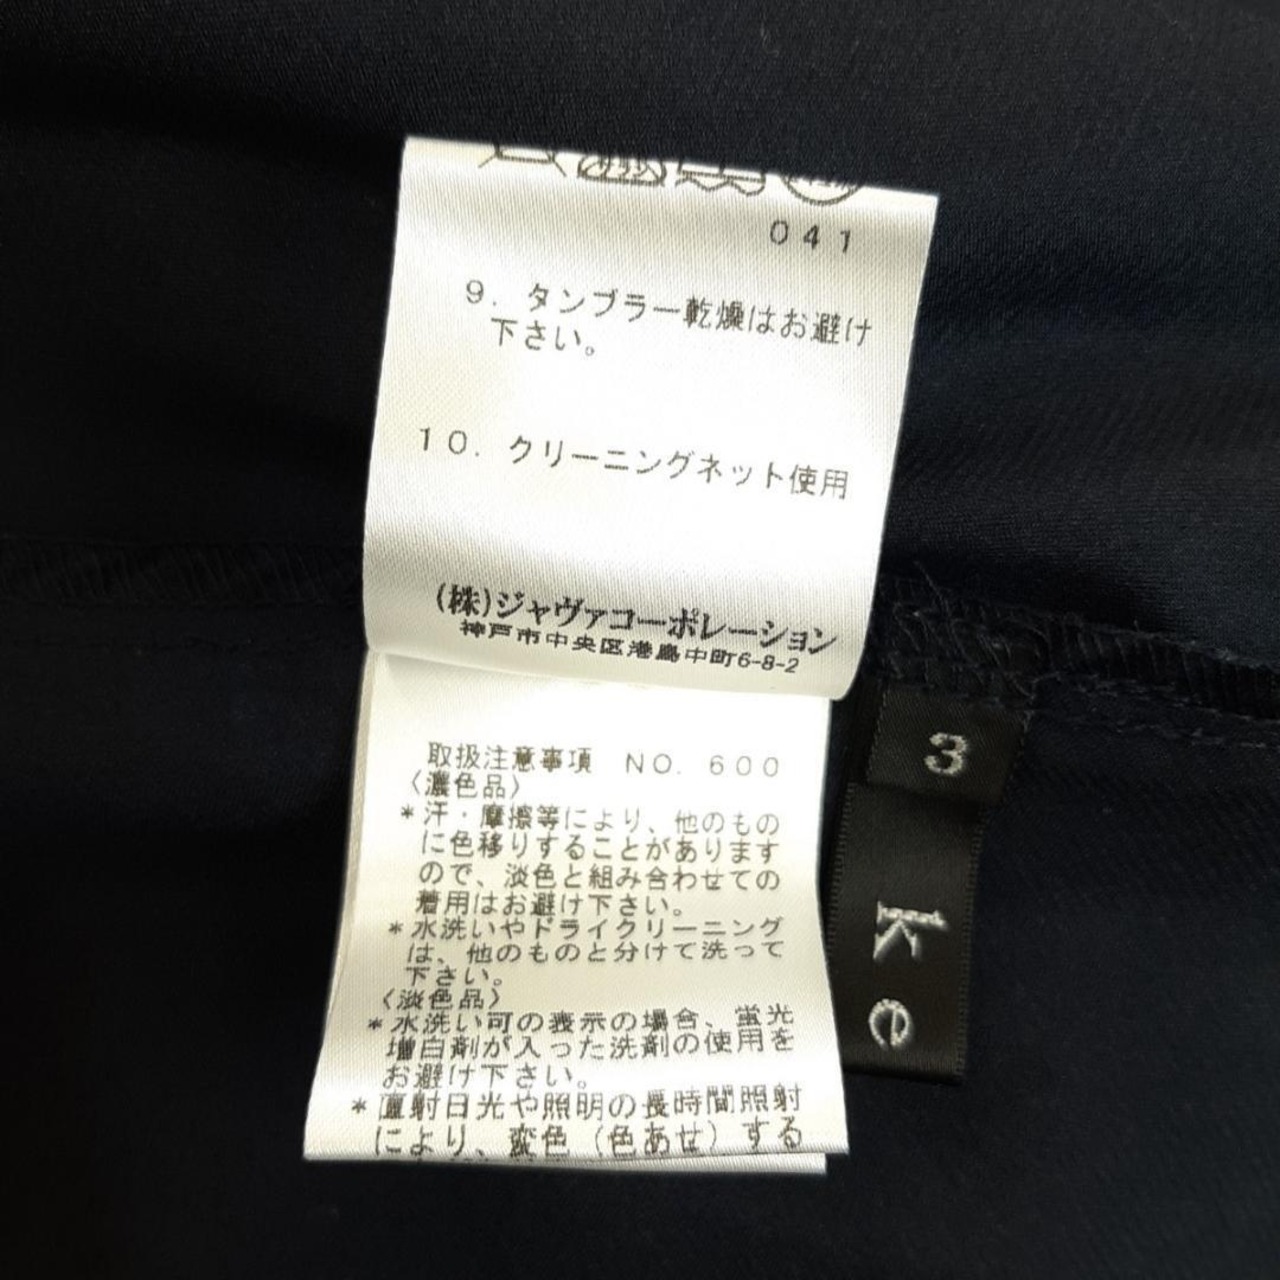 041
9. タンブラー乾燥はお避け
下さい。
10. クリーニングネット使用
(株)ジャヴァコーポレーション
神戸市中央区港島中町6-8-2
取扱注意事項 NO. 600
〈濃色品〉
*汗・摩擦等により、他のもの
に色移りすることがあります
ので、淡色と組み合わせての
着用はお避け下さい。
*水洗いやドライクリーニング
は、他のものと分けて洗って
下さい。
〈淡色品〉
*水洗い可の表示の場合、蛍光
増白剤が入った洗剤の使用を
お避け下さい。
*直射日光や照明の長時間照射
により、変色(色あせ)する
3
ke